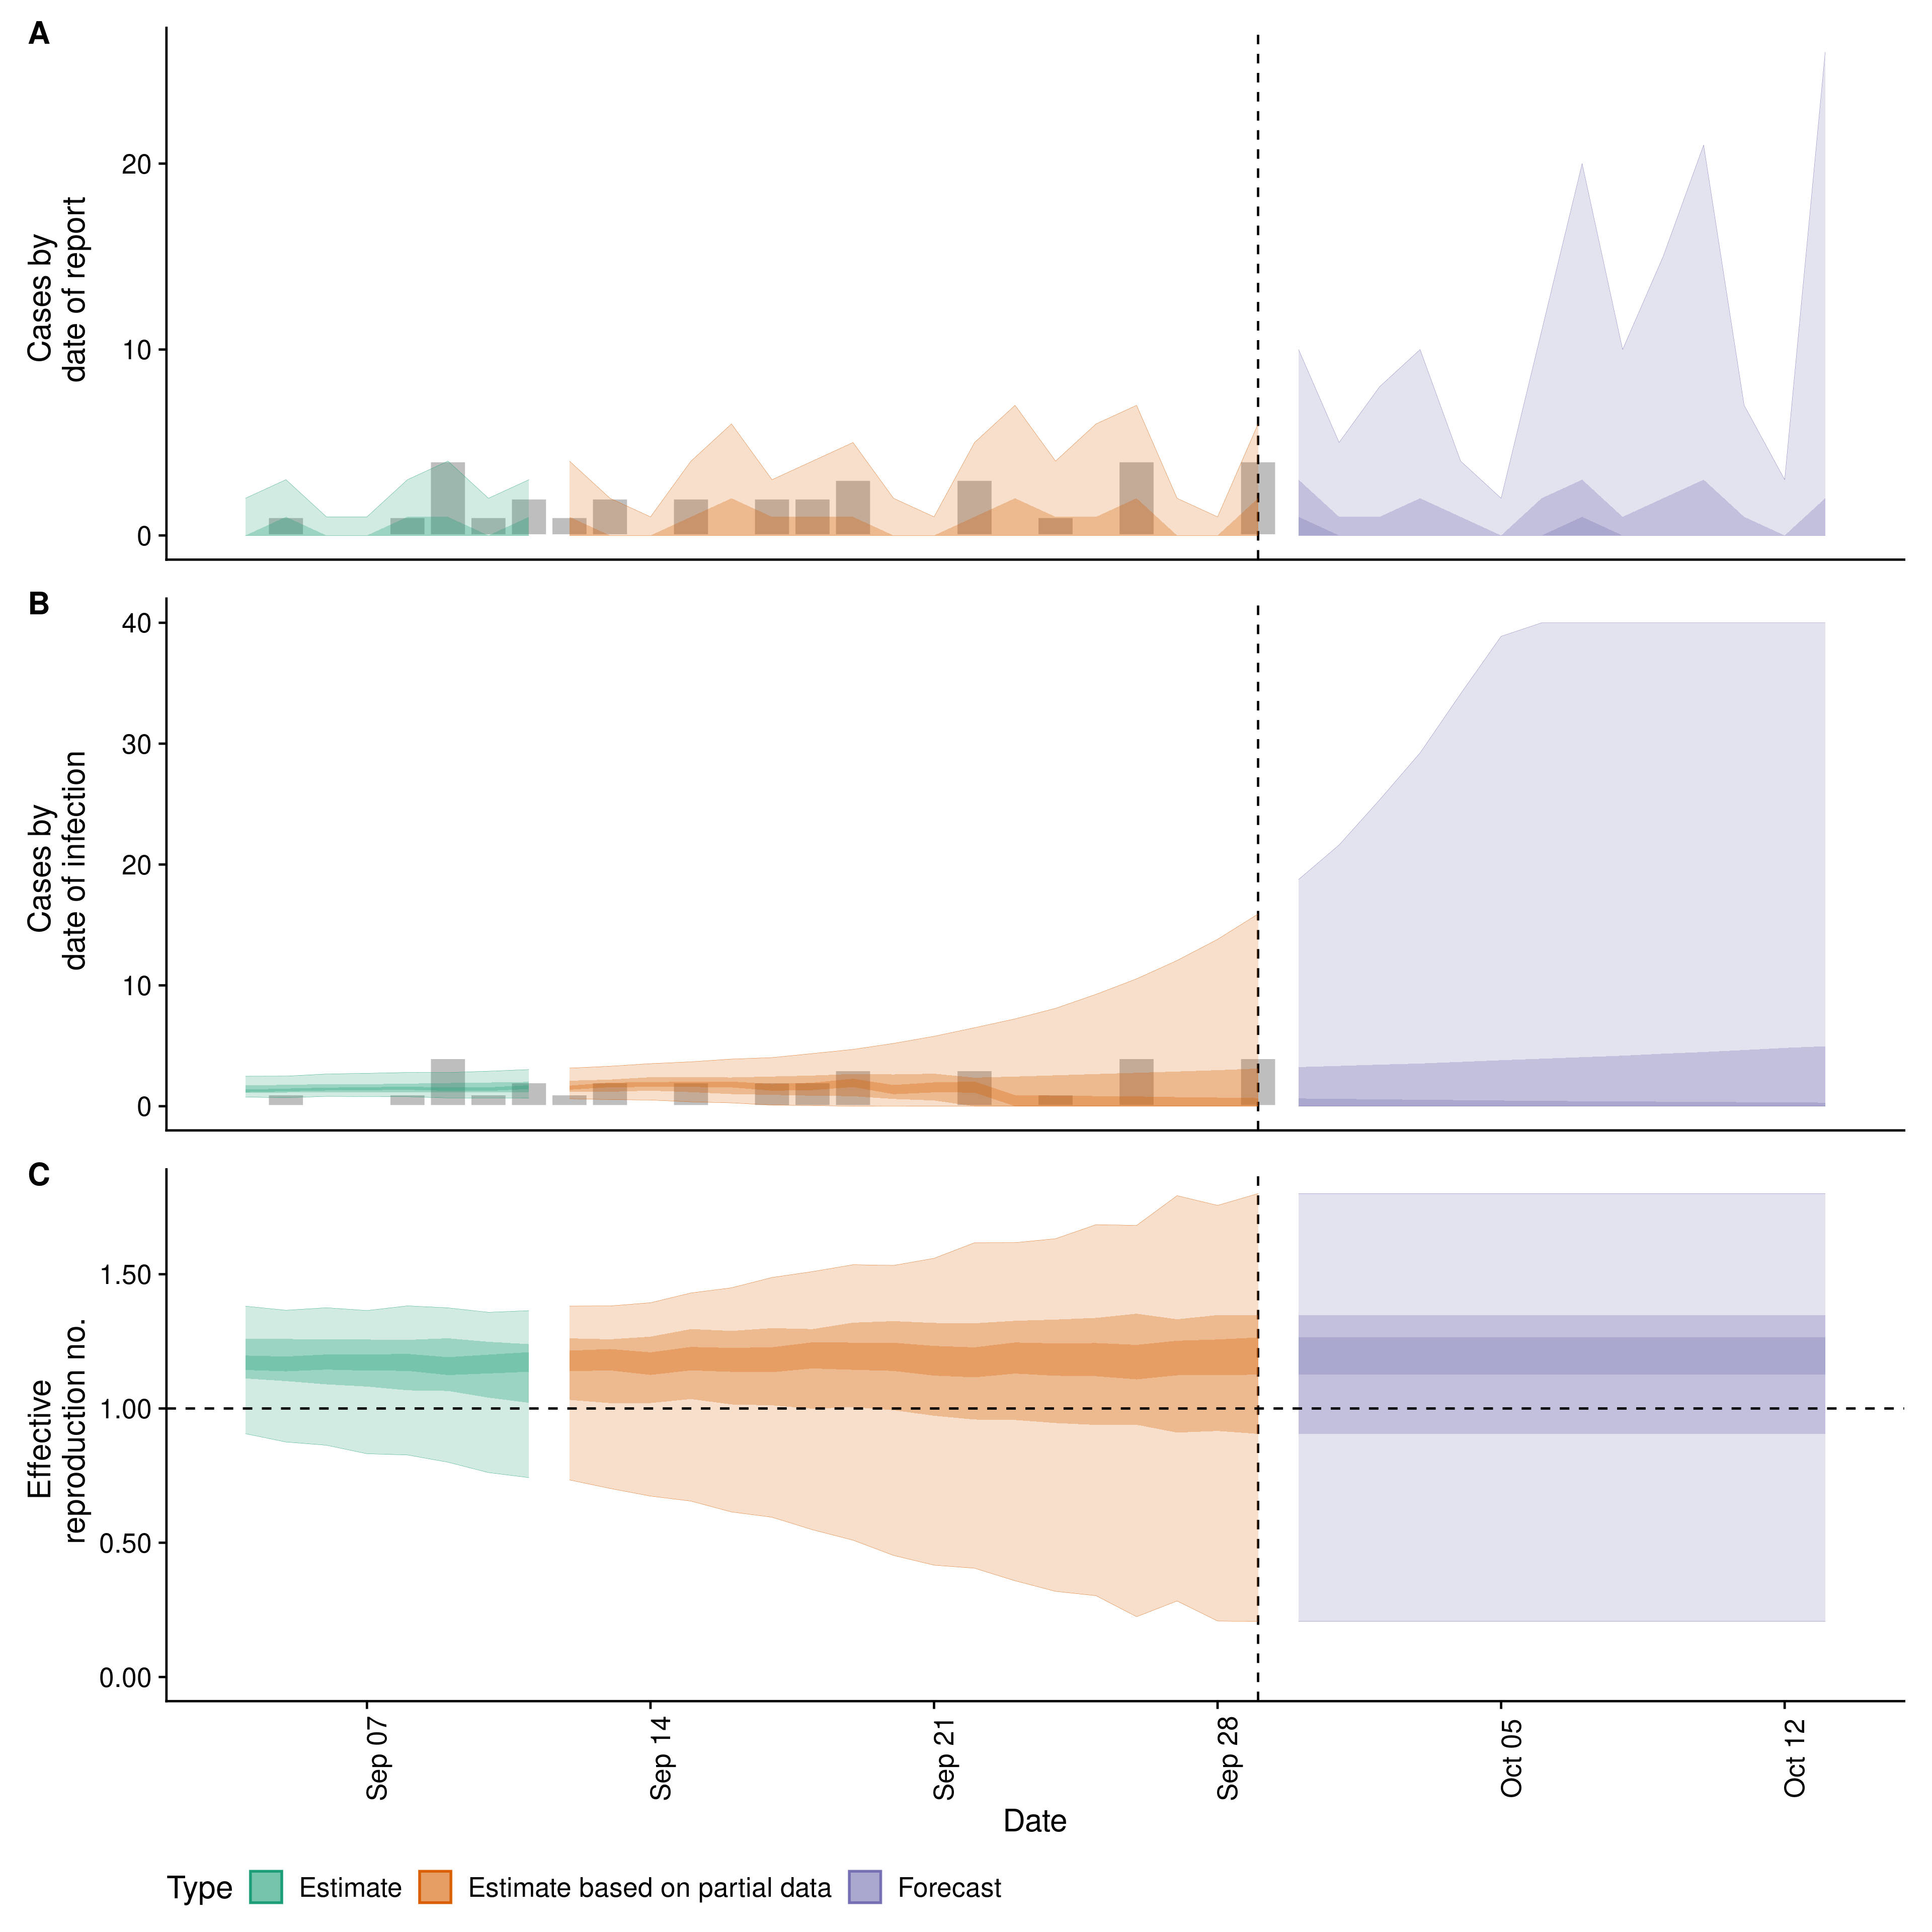 A
Cases by
date of report
20
10
0
B
Cases by
date of infection
40
30
20
10
0
C
Effective
reproduction no.
1.50
1.00
0.50
0.00
Sep 07
Sep 14
Sep 21
Sep 28
Oct 05
Oct 12
Date
Type Estimate Estimate based on partial data Forecast